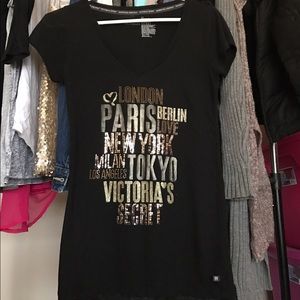 LONDON
PARIS BERLIN
LOVE
NEW YORK
MILAN TOKYO
LOS ANGELES
VICTORIA'S
SECRET